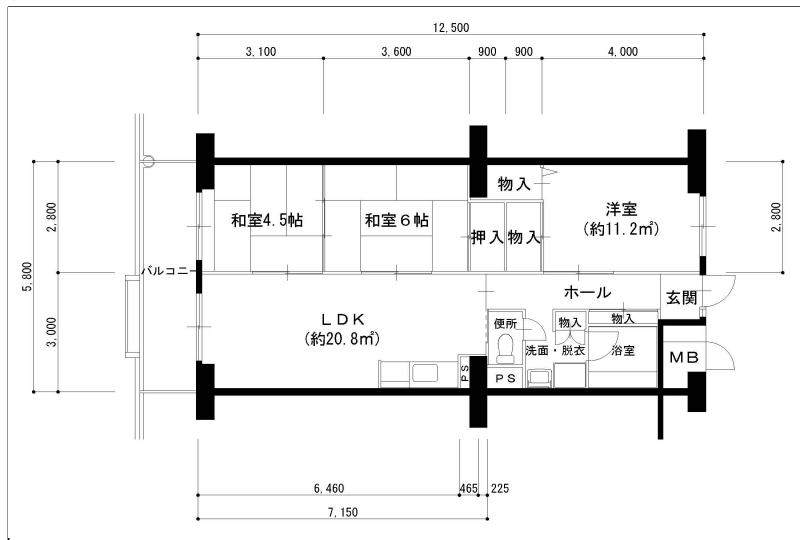 12,500
3,100
3,600
900
900
4,000
物入
和室4.5帖
和室6帖
押入
物入
洋室
(約11.2㎡)
2,800
5,800
3,000
2,800
バルコニー
ホール
玄関
LDK
(約20.8㎡)
便所
物入
物入
洗面・脱衣
浴室
MB
PS
PS
6,460
465
225
7,150